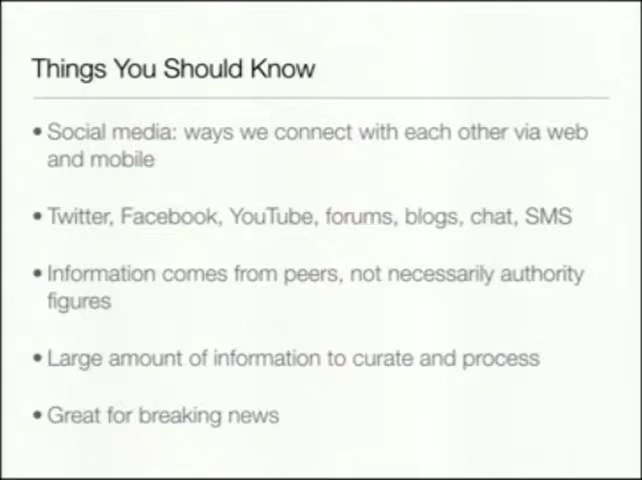 Things You Should Know
• Social media: ways we connect with each other via web
and mobile
• Twitter, Facebook, YouTube, forums, blogs, chat, SMS
• Information comes from peers, not necessarily authority
figures
• Large amount of information to curate and process
• Great for breaking news